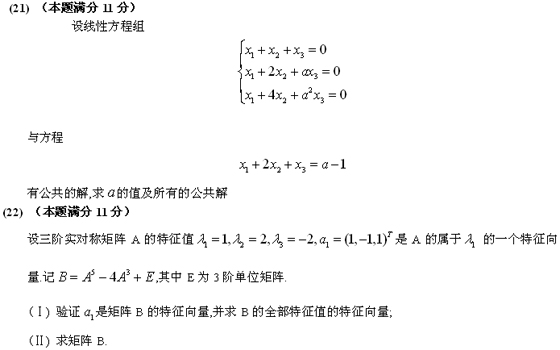 (21) （本题满分 11 分）
设线性方程组
x₁ + x₂ + x₃ = 0
x₁ + 2x₂ + ax₃ = 0
x₁ + 4x₂ + a²x₃ = 0
与方程
x₁ + 2x₂ + x₃ = a − 1
有公共的解,求 a 的值及所有的公共解
(22) （本题满分 11 分）
设三阶实对称矩阵 A 的特征值 λ₁ = 1, λ₂ = 2, λ₃ = −2, a₁ = (1, −1, 1)ᵀ 是 A 的属于 λ₁ 的一个特征向
量.记 B = A⁵ − 4A³ + E,其中 E 为 3 阶单位矩阵.
(Ⅰ) 验证 a₁ 是矩阵 B 的特征向量,并求 B 的全部特征值的特征向量;
(Ⅱ) 求矩阵 B.